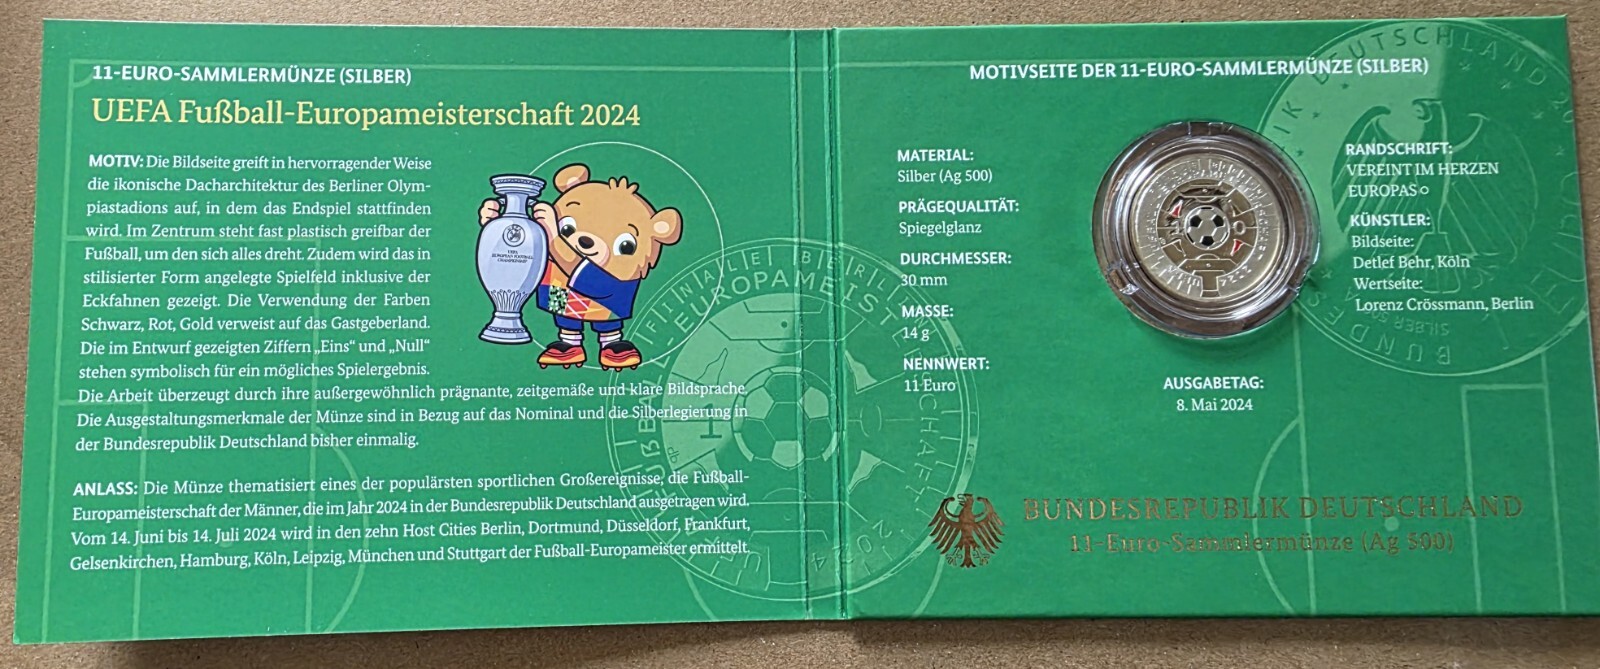 11-EURO-SAMMLERMÜNZE (SILBER)
UEFA Fußball-Europameisterschaft 2024
MOTIV: Die Bildseite greift in hervorragender Weise
die ikonische Dacharchitektur des Berliner Olym-
piastadions auf, in dem das Endspiel stattfinden
wird. Im Zentrum steht fast plastisch greifbar der
Fußball, um den sich alles dreht. Zudem wird das in
stilisierter Form angelegte Spielfeld inklusive der
Eckfahnen gezeigt. Die Verwendung der Farben
Schwarz, Rot, Gold verweist auf das Gastgeberland.
Die im Entwurf gezeigten Ziffern „Eins“ und „Null“
stehen symbolisch für ein mögliches Spielergebnis.
Die Arbeit überzeugt durch ihre außergewöhnlich prägnante, zeitgemäße und klare Bildsprache.
Die Ausgestaltungsmerkmale der Münze sind in Bezug auf das Nominal und die Silberlegierung in
der Bundesrepublik Deutschland bisher einmalig.
ANLASS: Die Münze thematisiert eines der populärsten sportlichen Großereignisse, die Fußball-
Europameisterschaft der Männer, die im Jahr 2024 in der Bundesrepublik Deutschland ausgetragen wird.
Vom 14. Juni bis 14. Juli 2024 wird in den zehn Host Cities Berlin, Dortmund, Düsseldorf, Frankfurt,
Gelsenkirchen, Hamburg, Köln, Leipzig, München und Stuttgart der Fußball-Europameister ermittelt.
MOTIVSEITE DER 11-EURO-SAMMLERMÜNZE (SILBER)
MATERIAL:
Silber (Ag 500)
PRÄGEQUALITÄT:
Spiegelglanz
DURCHMESSER:
30 mm
MASSE:
14 g
NENNWERT:
11 Euro
RANDSCHRIFT:
VEREINT IM HERZEN
EUROPAS
KÜNSTLER:
Bildseite:
Detlef Behr, Köln
Wertseite:
Lorenz Crössmann, Berlin
AUSGABETAG:
8. Mai 2024
BUNDESREPUBLIK DEUTSCHLAND
11-Euro-Sammlermünze (Ag 500)